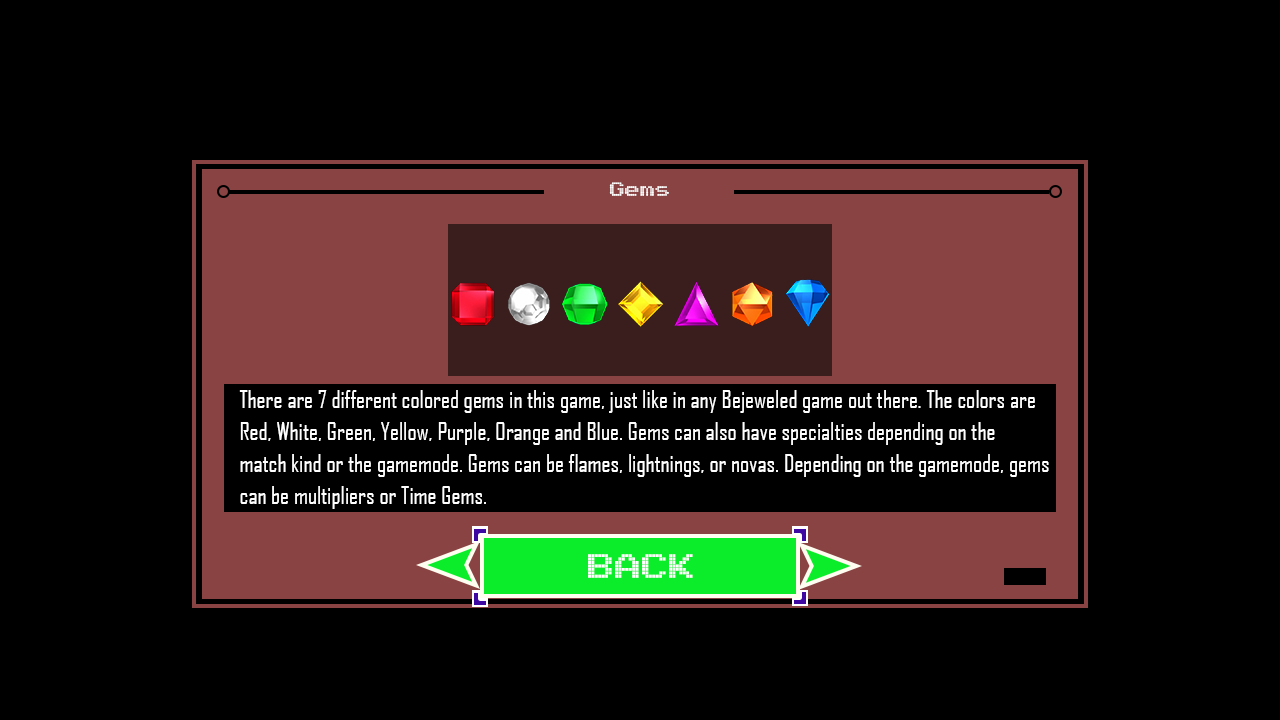 Gems
There are 7 different colored gems in this game, just like in any Bejeweled game out there. The colors are
Red, White, Green, Yellow, Purple, Orange and Blue. Gems can also have specialties depending on the
match kind or the gamemode. Gems can be flames, lightnings, or novas. Depending on the gamemode, gems
can be multipliers or Time Gems.
BACK